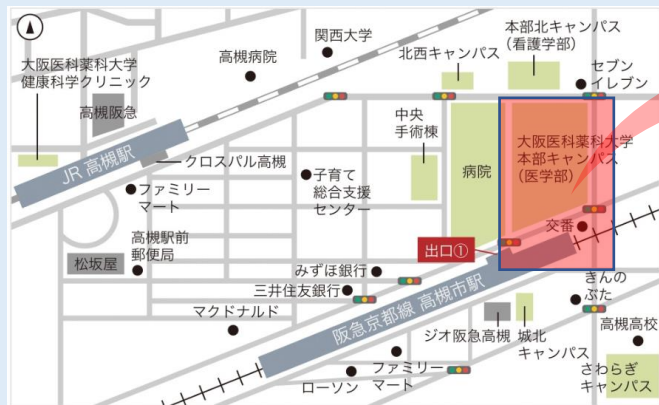 関西大学
高槻病院
大阪医科薬科大学
健康科学クリニック
高槻阪急
北西キャンパス
本部北キャンパス
(看護学部)
セブン
イレブン
中央
手術棟
病院
大阪医科薬科大学
本部キャンパス
(医学部)
JR 高槻駅
クロスパル高槻
ファミリー
マート
子育て
総合支援
センター
高槻駅前
郵便局
松坂屋
交番
出口①
みずほ銀行
三井住友銀行
マクドナルド
阪急京都線 高槻市駅
きんの
ぶた
ジオ阪急高槻
城北
キャンパス
高槻高校
さわらぎ
キャンパス
ファミリー
マート
ローソン